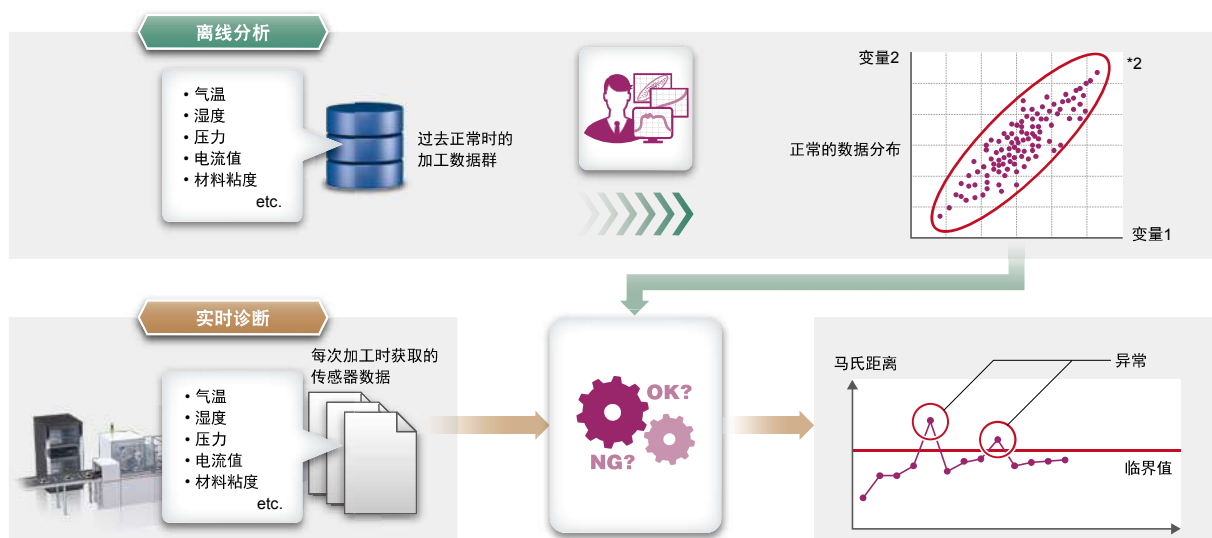 离线分析
・气温
・湿度
・压力
・电流值
・材料粘度
etc.
过去正常时的
加工数据群
变量2
*2
正常的数据分布
变量1
实时诊断
每次加工时获取的
传感器数据
・气温
・湿度
・压力
・电流值
・材料粘度
etc.
OK?
NG?
马氏距离
异常
临界值